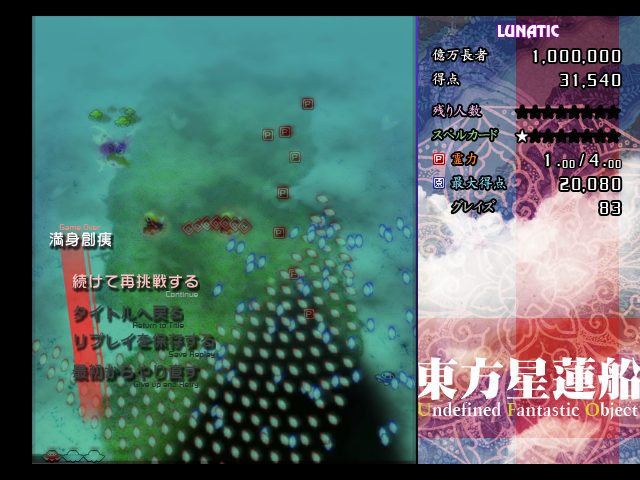 LUNATIC
億万長者 1,000,000
得点 31,540
残り人数
スペルカード
P 霊力 1.00/4.00
点 最大得点 20,080
グレイズ 83
Game Over
満身創痍
続けて再挑戦する
Continue
タイトルへ戻る
Return to Title
リプレイを保存する
Save Replay
最初からやり直す
Give up and Retry
東方星蓮船
Undefined Fantastic Object